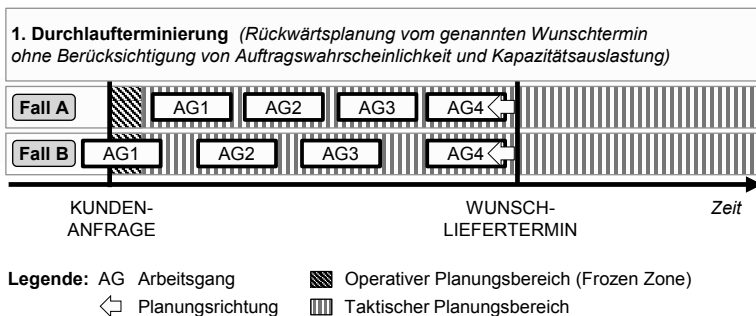 1. Durchlaufterminierung (Rückwärtsplanung vom genannten Wunschtermin
ohne Berücksichtigung von Auftragswahrscheinlichkeit und Kapazitätsauslastung)
Fall A AG1 AG2 AG3 AG4
Fall B AG1 AG2 AG3 AG4
KUNDEN-
ANFRAGE
WUNSCH-
LIEFERTERMIN
Zeit
Legende: AG Arbeitsgang Operativer Planungsbereich (Frozen Zone)
Planungsrichtung Taktischer Planungsbereich